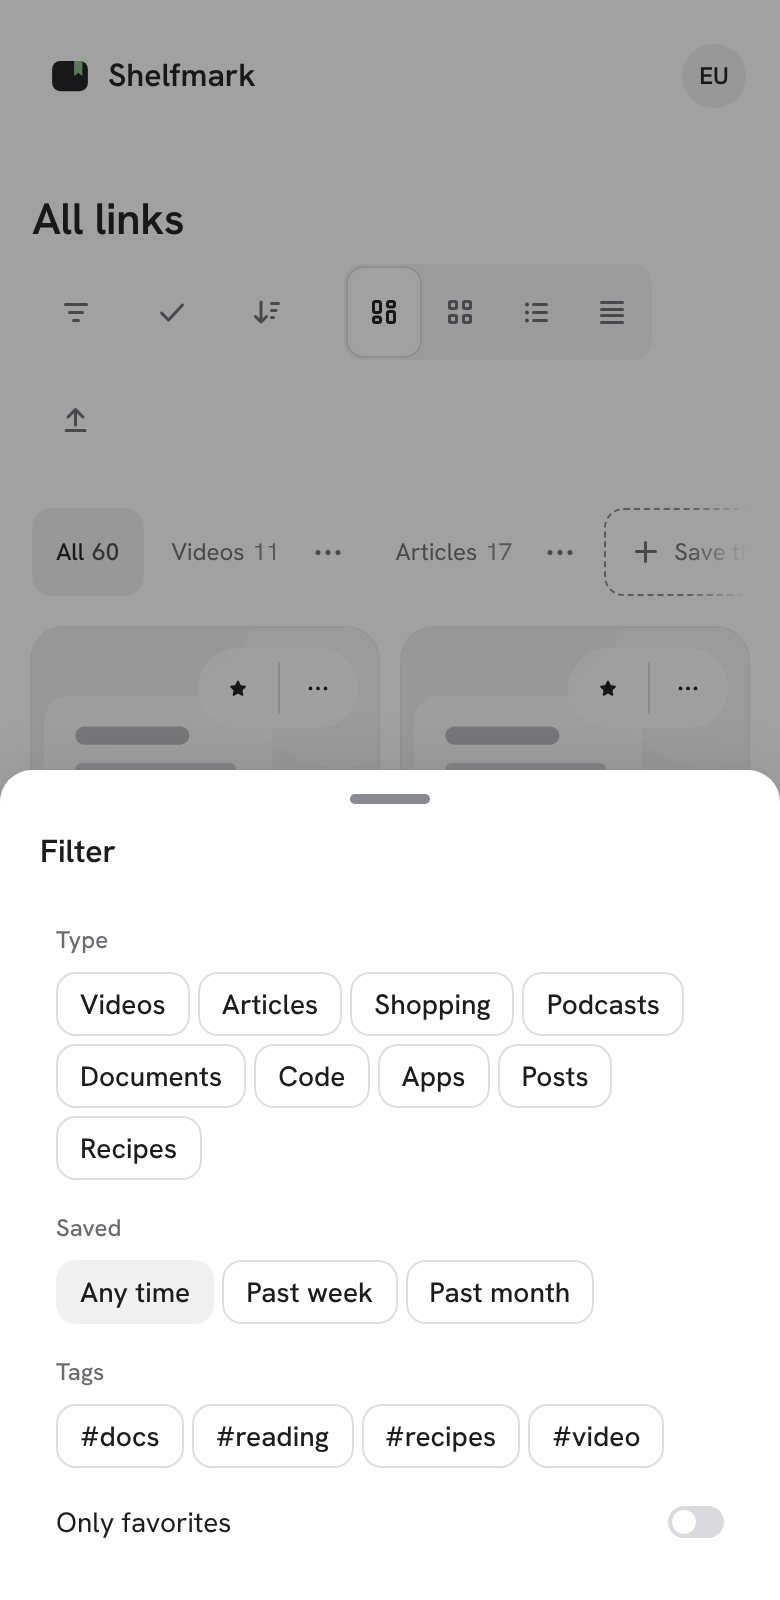 Shelfmark
EU
All links
All 60
Videos 11
Articles 17
Save
Filter
Type
Videos
Articles
Shopping
Podcasts
Documents
Code
Apps
Posts
Recipes
Saved
Any time
Past week
Past month
Tags
#docs
#reading
#recipes
#video
Only favorites